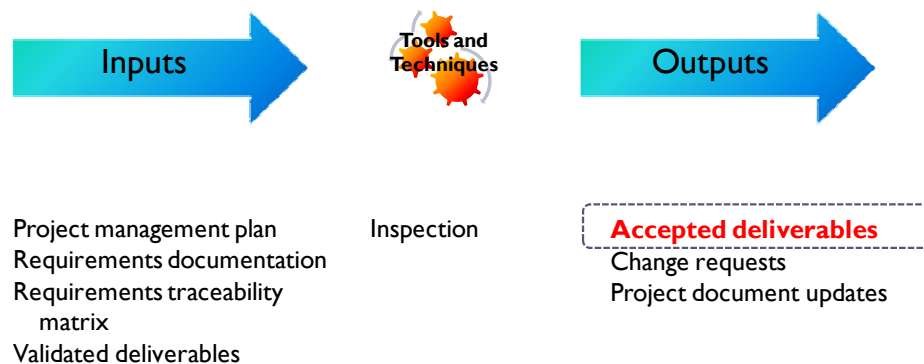 Inputs
Tools and
Techniques
Outputs
Project management plan
Requirements documentation
Requirements traceability
matrix
Validated deliverables
Inspection
Accepted deliverables
Change requests
Project document updates